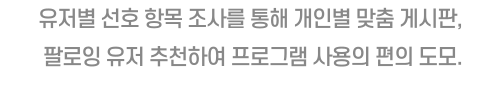 유저별 선호 항목 조사를 통해 개인별 맞춤 게시판,
팔로잉 유저 추천하여 프로그램 사용의 편의 도모.